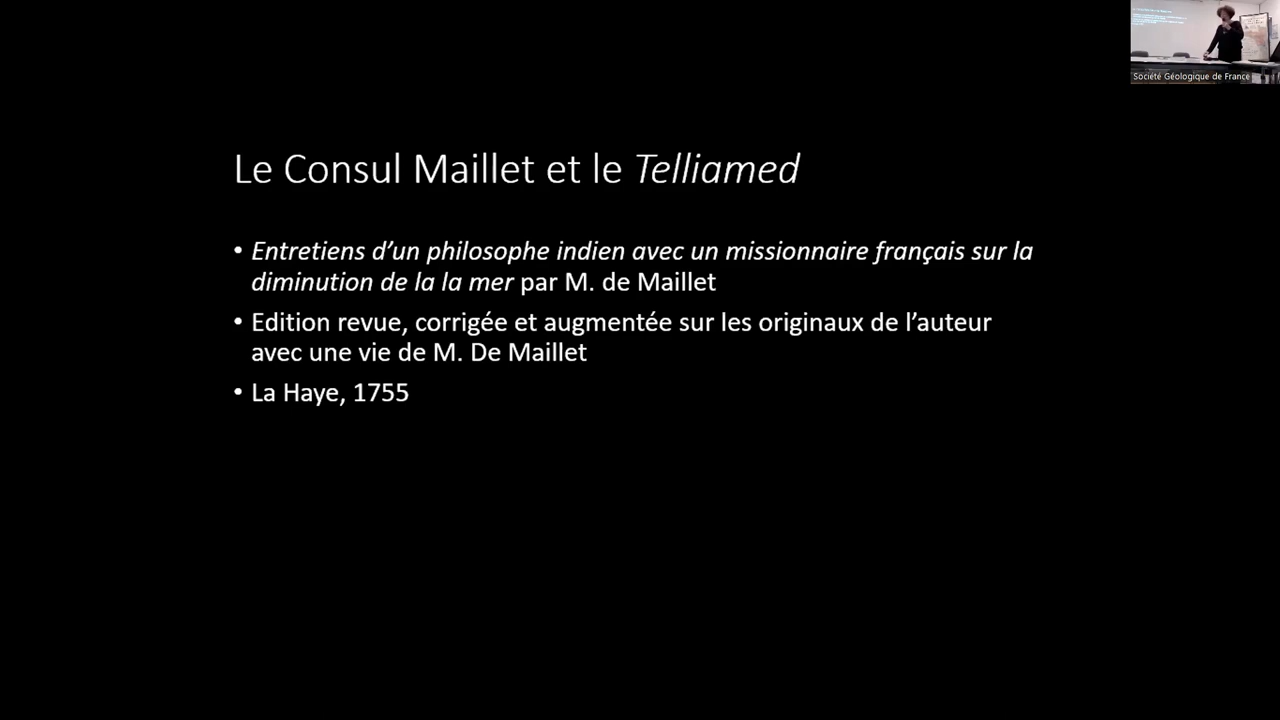 Société Géologique de France
Le Consul Maillet et le Telliamed
• Entretiens d’un philosophe indien avec un missionnaire français sur la
diminution de la la mer par M. de Maillet
• Edition revue, corrigée et augmentée sur les originaux de l’auteur
avec une vie de M. De Maillet
• La Haye, 1755